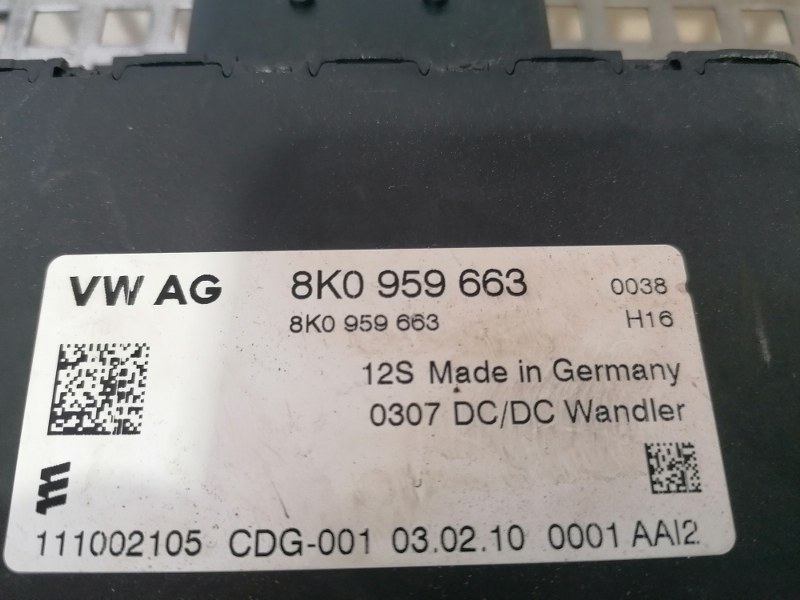 VW AG 8K0 959 663 0038
8K0 959 663 H16
12S Made in Germany
0307 DC/DC Wandler
111002105 CDG-001 03.02.10 0001 AAI2